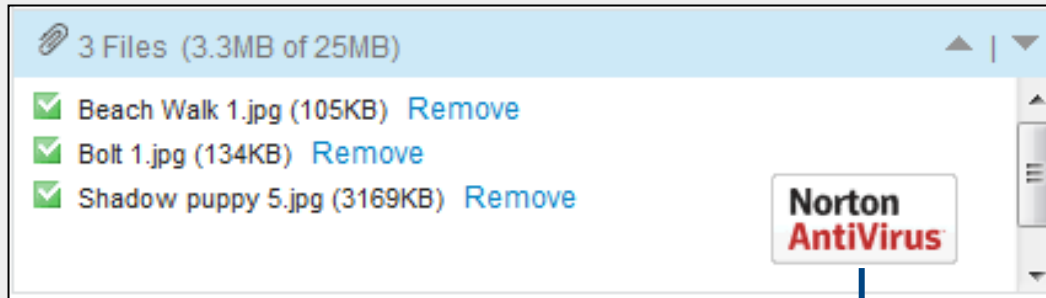 3 Files (3.3MB of 25MB)
Beach Walk 1.jpg (105KB) Remove
Bolt 1.jpg (134KB) Remove
Shadow puppy 5.jpg (3169KB) Remove
Norton
AntiVirus